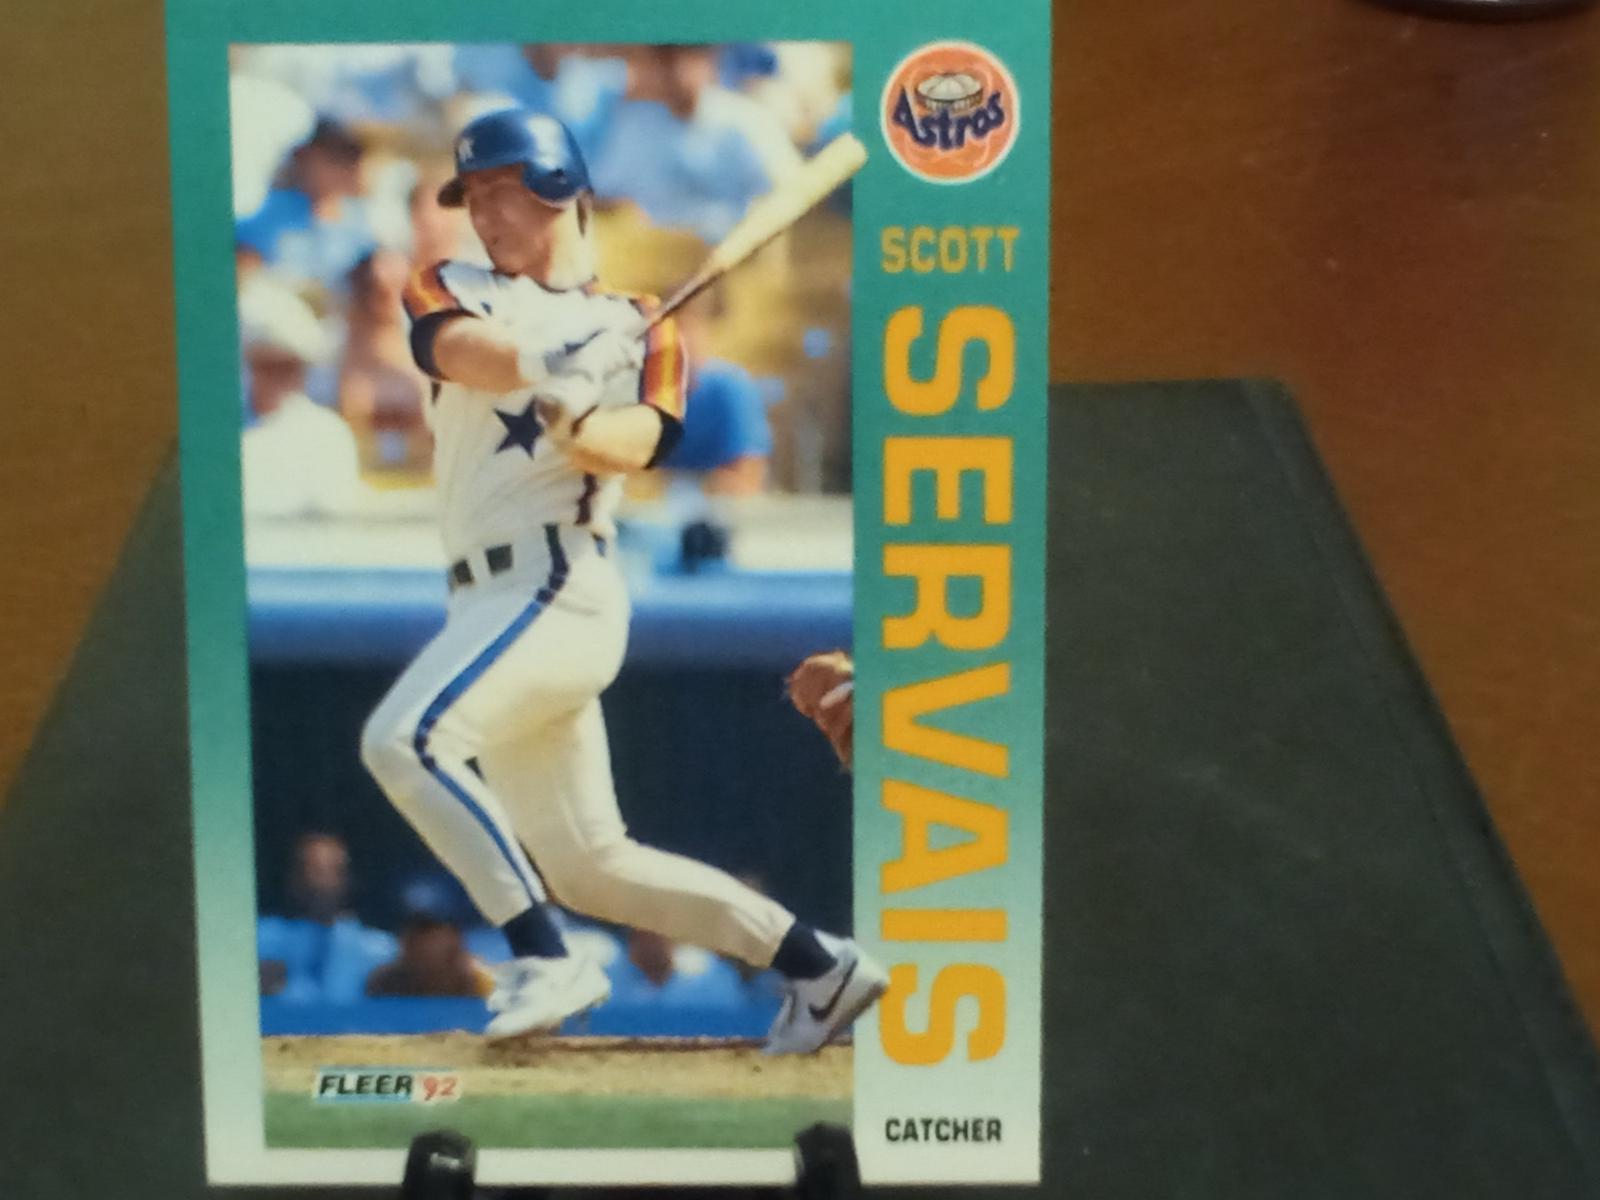 Astros
SCOTT
SERVAIS
FLEER '92
CATCHER